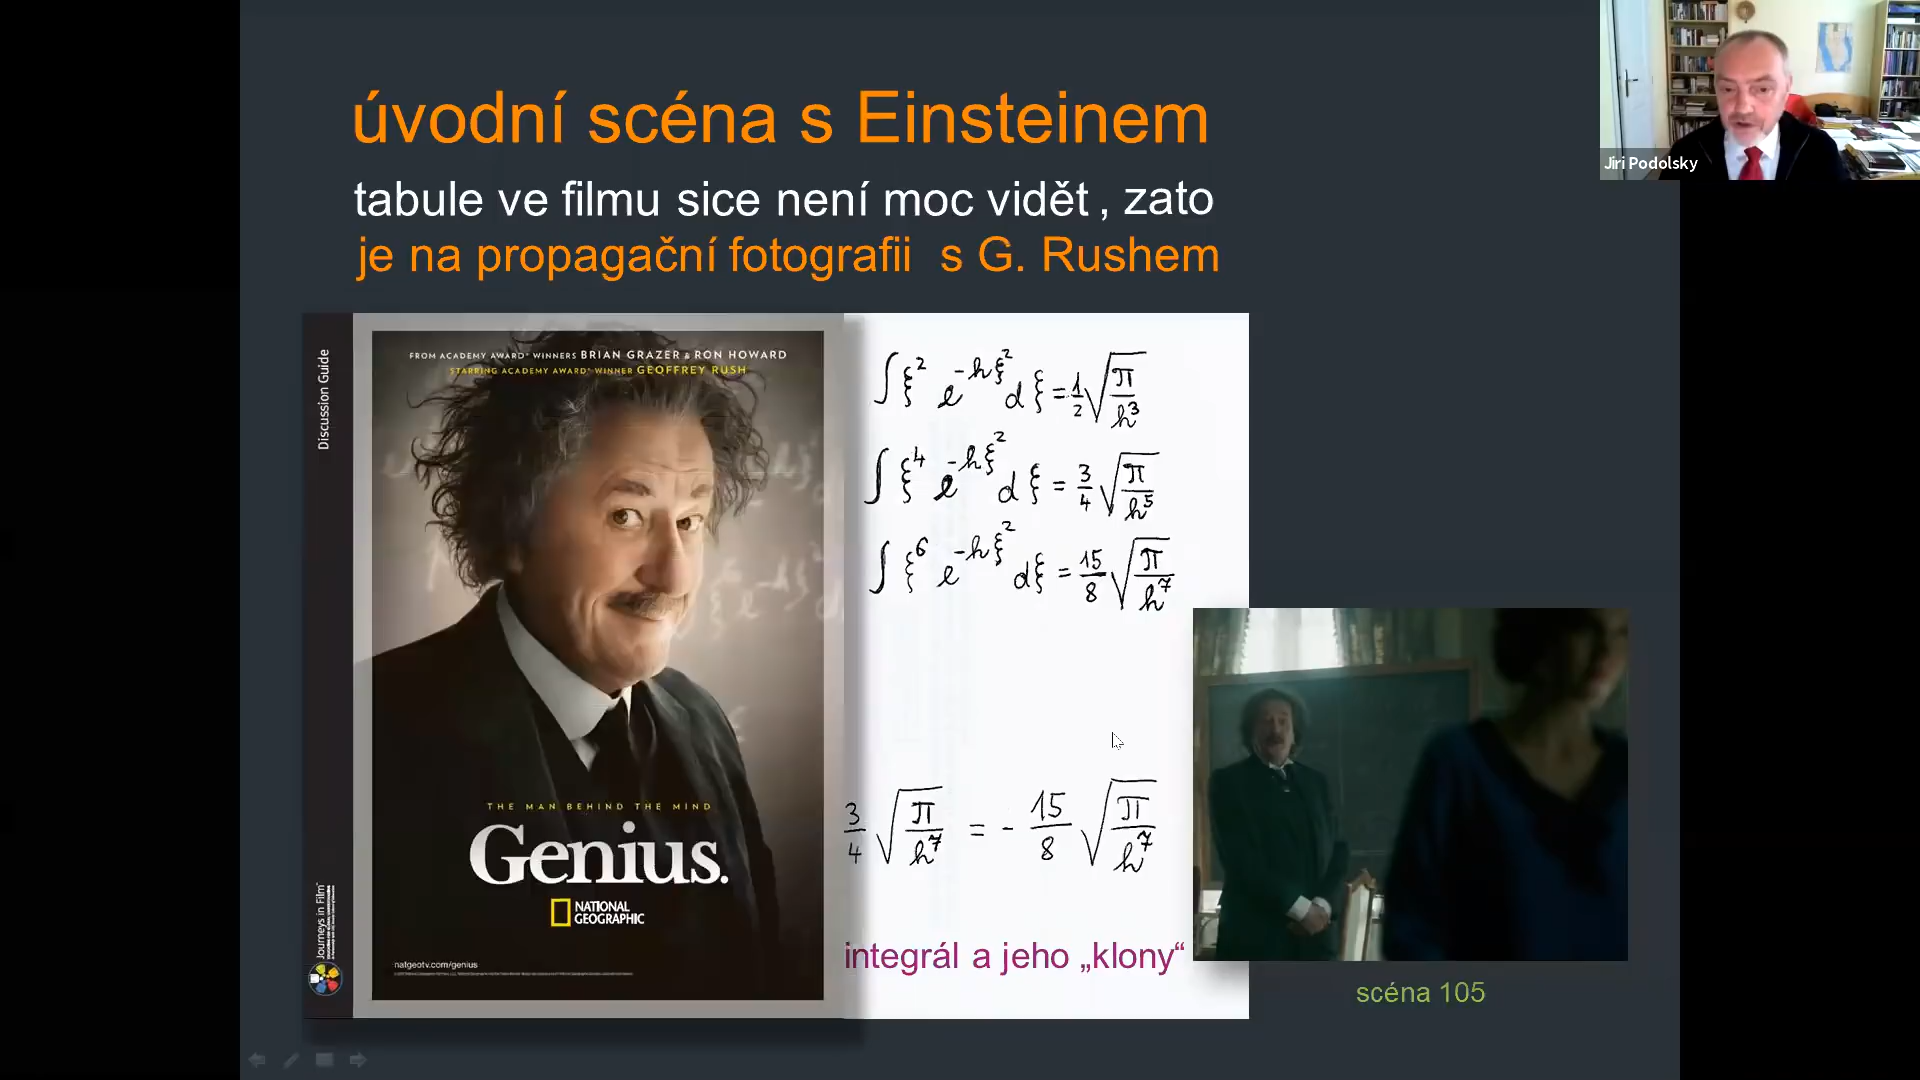 úvodní scéna s Einsteinem
tabule ve filmu sice není moc vidět, zato
je na propagační fotografii s G. Rushem
Jiri Podolsky
Discussion Guide
FROM ACADEMY AWARD® WINNERS BRIAN GRAZER & RON HOWARD
STARRING ACADEMY AWARD® WINNER GEOFFREY RUSH
THE MAN BEHIND THE MIND
Genius.
NATIONAL
GEOGRAPHIC
natgeotv.com/genius
Journeys in Film™
∫ ξ² e^{-hξ²} dξ = 1/2 √(π/h³)
∫ ξ⁴ e^{-hξ²} dξ = 3/4 √(π/h⁵)
∫ ξ⁶ e^{-hξ²} dξ = 15/8 √(π/h⁷)
3/4 √(π/h⁷) = - 15/8 √(π/h⁷)
integrál a jeho „klony“
scéna 105